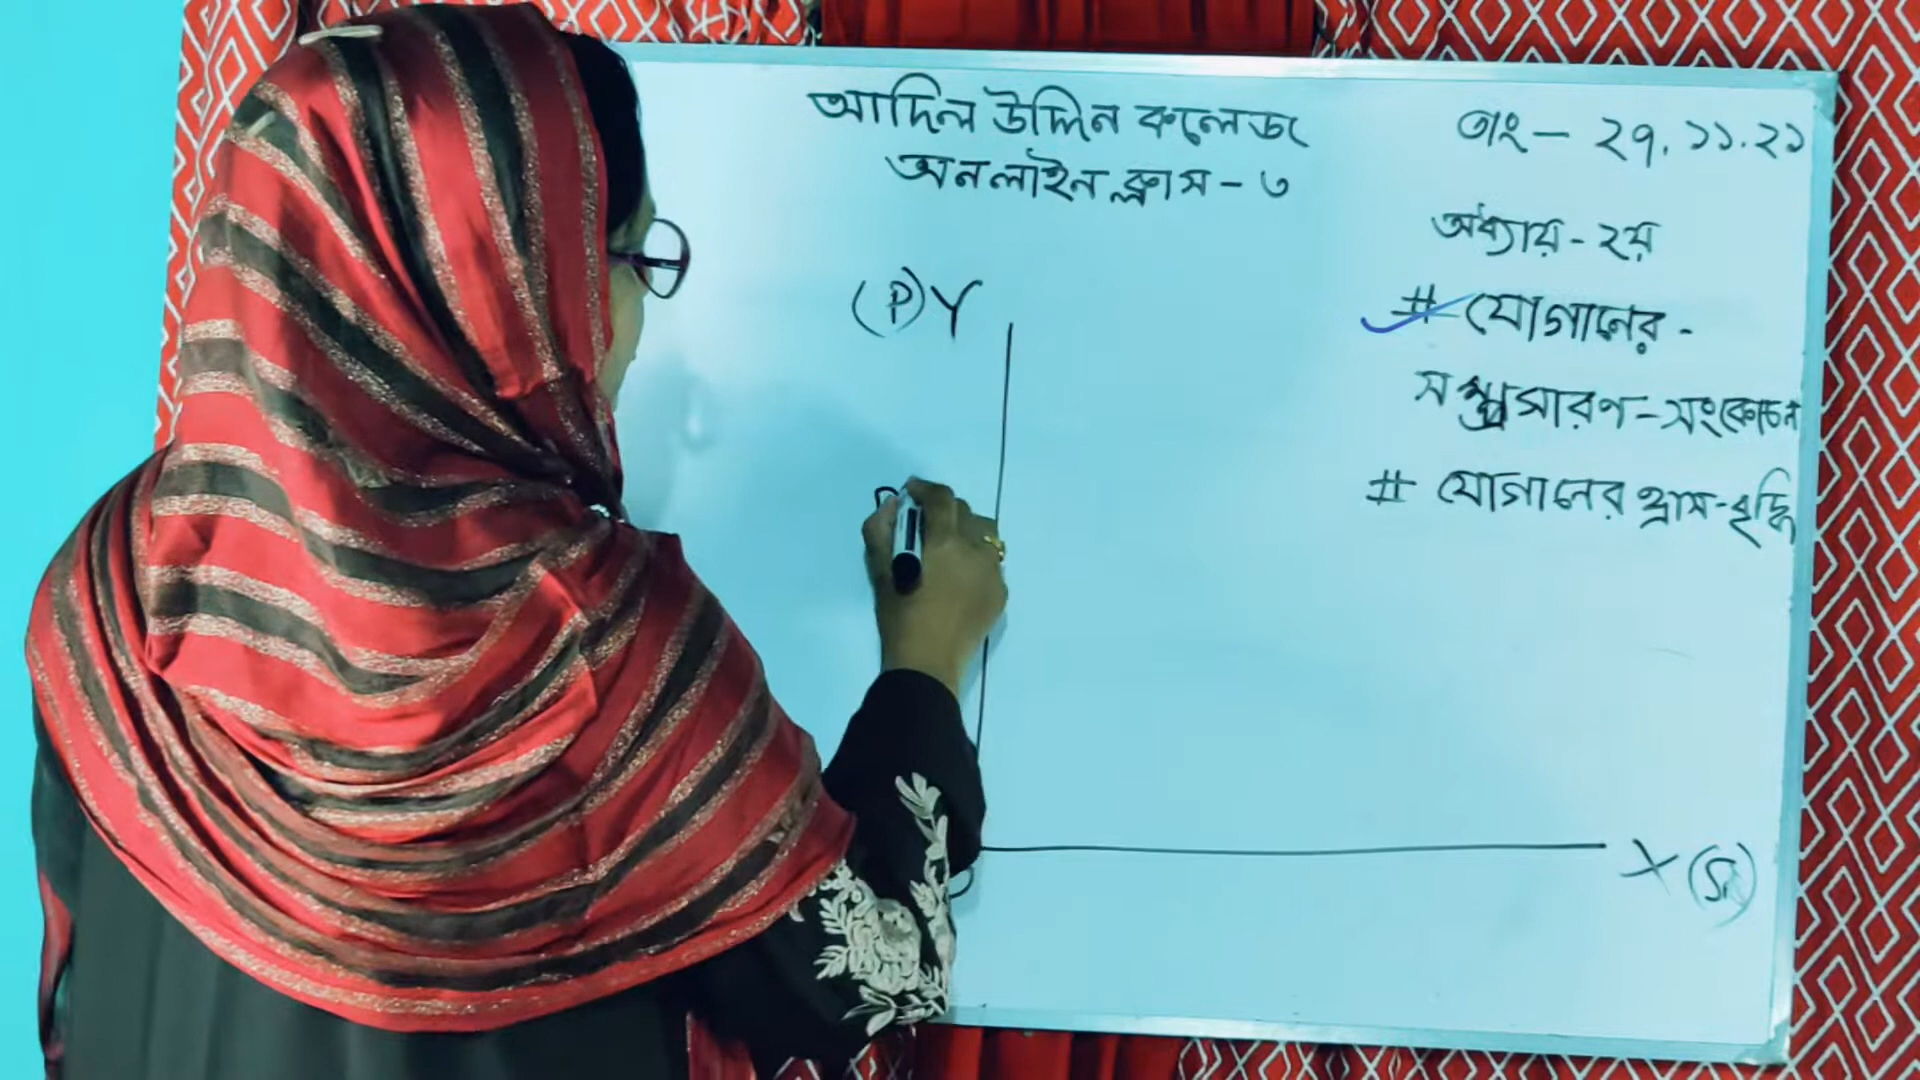 আদিল উদ্দিন কলেজ
অনলাইন ক্লাস - ৩
তাং - ২৭.১১.২১
অধ্যায় - ২য়
# যোগানের -
সম্প্রসারণ - সংকোচন
# যোগানের হ্রাস - বৃদ্ধি
(P) Y
X